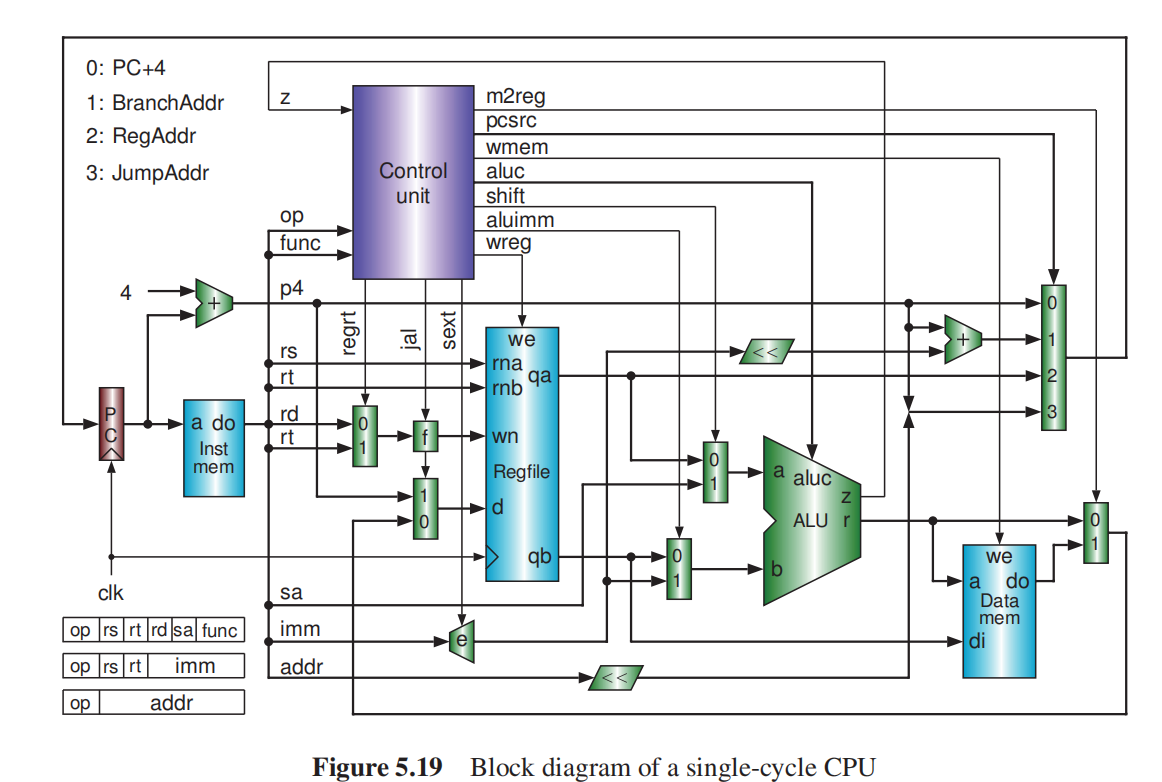 0: PC+4
1: BranchAddr
2: RegAddr
3: JumpAddr
z
Control
unit
m2reg
pcsrc
wmem
aluc
shift
aluimm
wreg
op
func
4
+
p4
regrt
jal
sext
rs
rt
rd
rt
PC
a do
Inst
mem
0
1
f
1
0
we
rna
rnb
qa
wn
Regfile
d
qb
<<
+
0
1
2
3
0
1
a
aluc
z
ALU r
b
0
1
0
1
we
a do
Data
mem
di
clk
sa
imm
e
addr
<<
op rs rt rd sa func
op rs rt imm
op addr
Figure 5.19 Block diagram of a single-cycle CPU